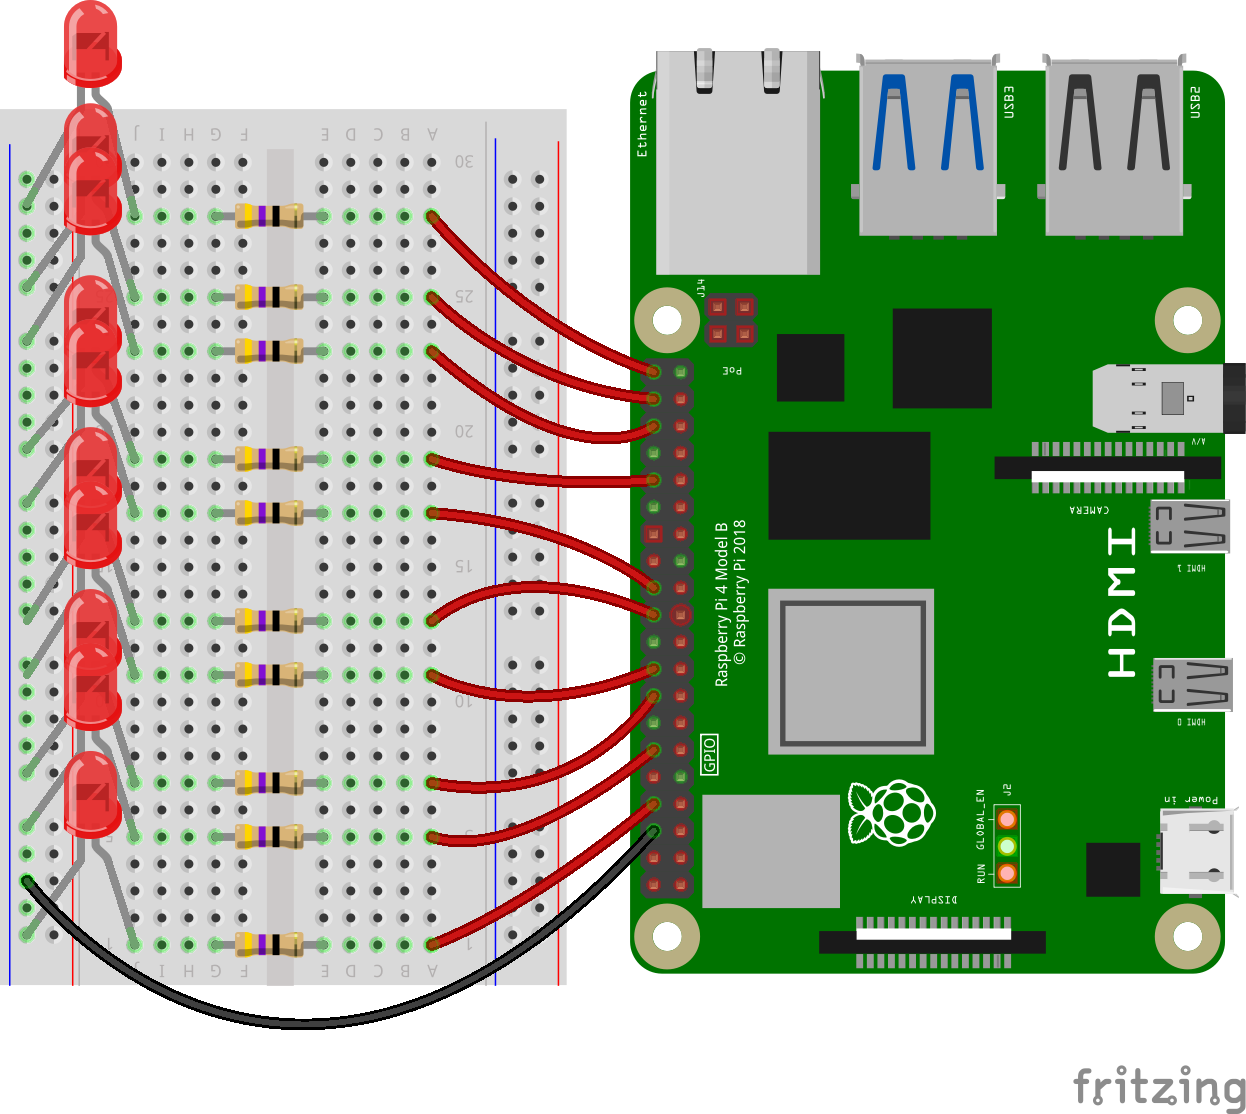 Ethernet
USB3
USB2
J14
PoE
J I H G F E D C B A
30
25
20
15
10
5
1
J I H G F E D C B A
A/V
CAMERA
HDMI
HDMI 1
HDMI 0
Raspberry Pi 4 Model B
© Raspberry Pi 2018
GPIO
J2
GLOBAL_EN
RUN
Power in
DISPLAY
fritzing